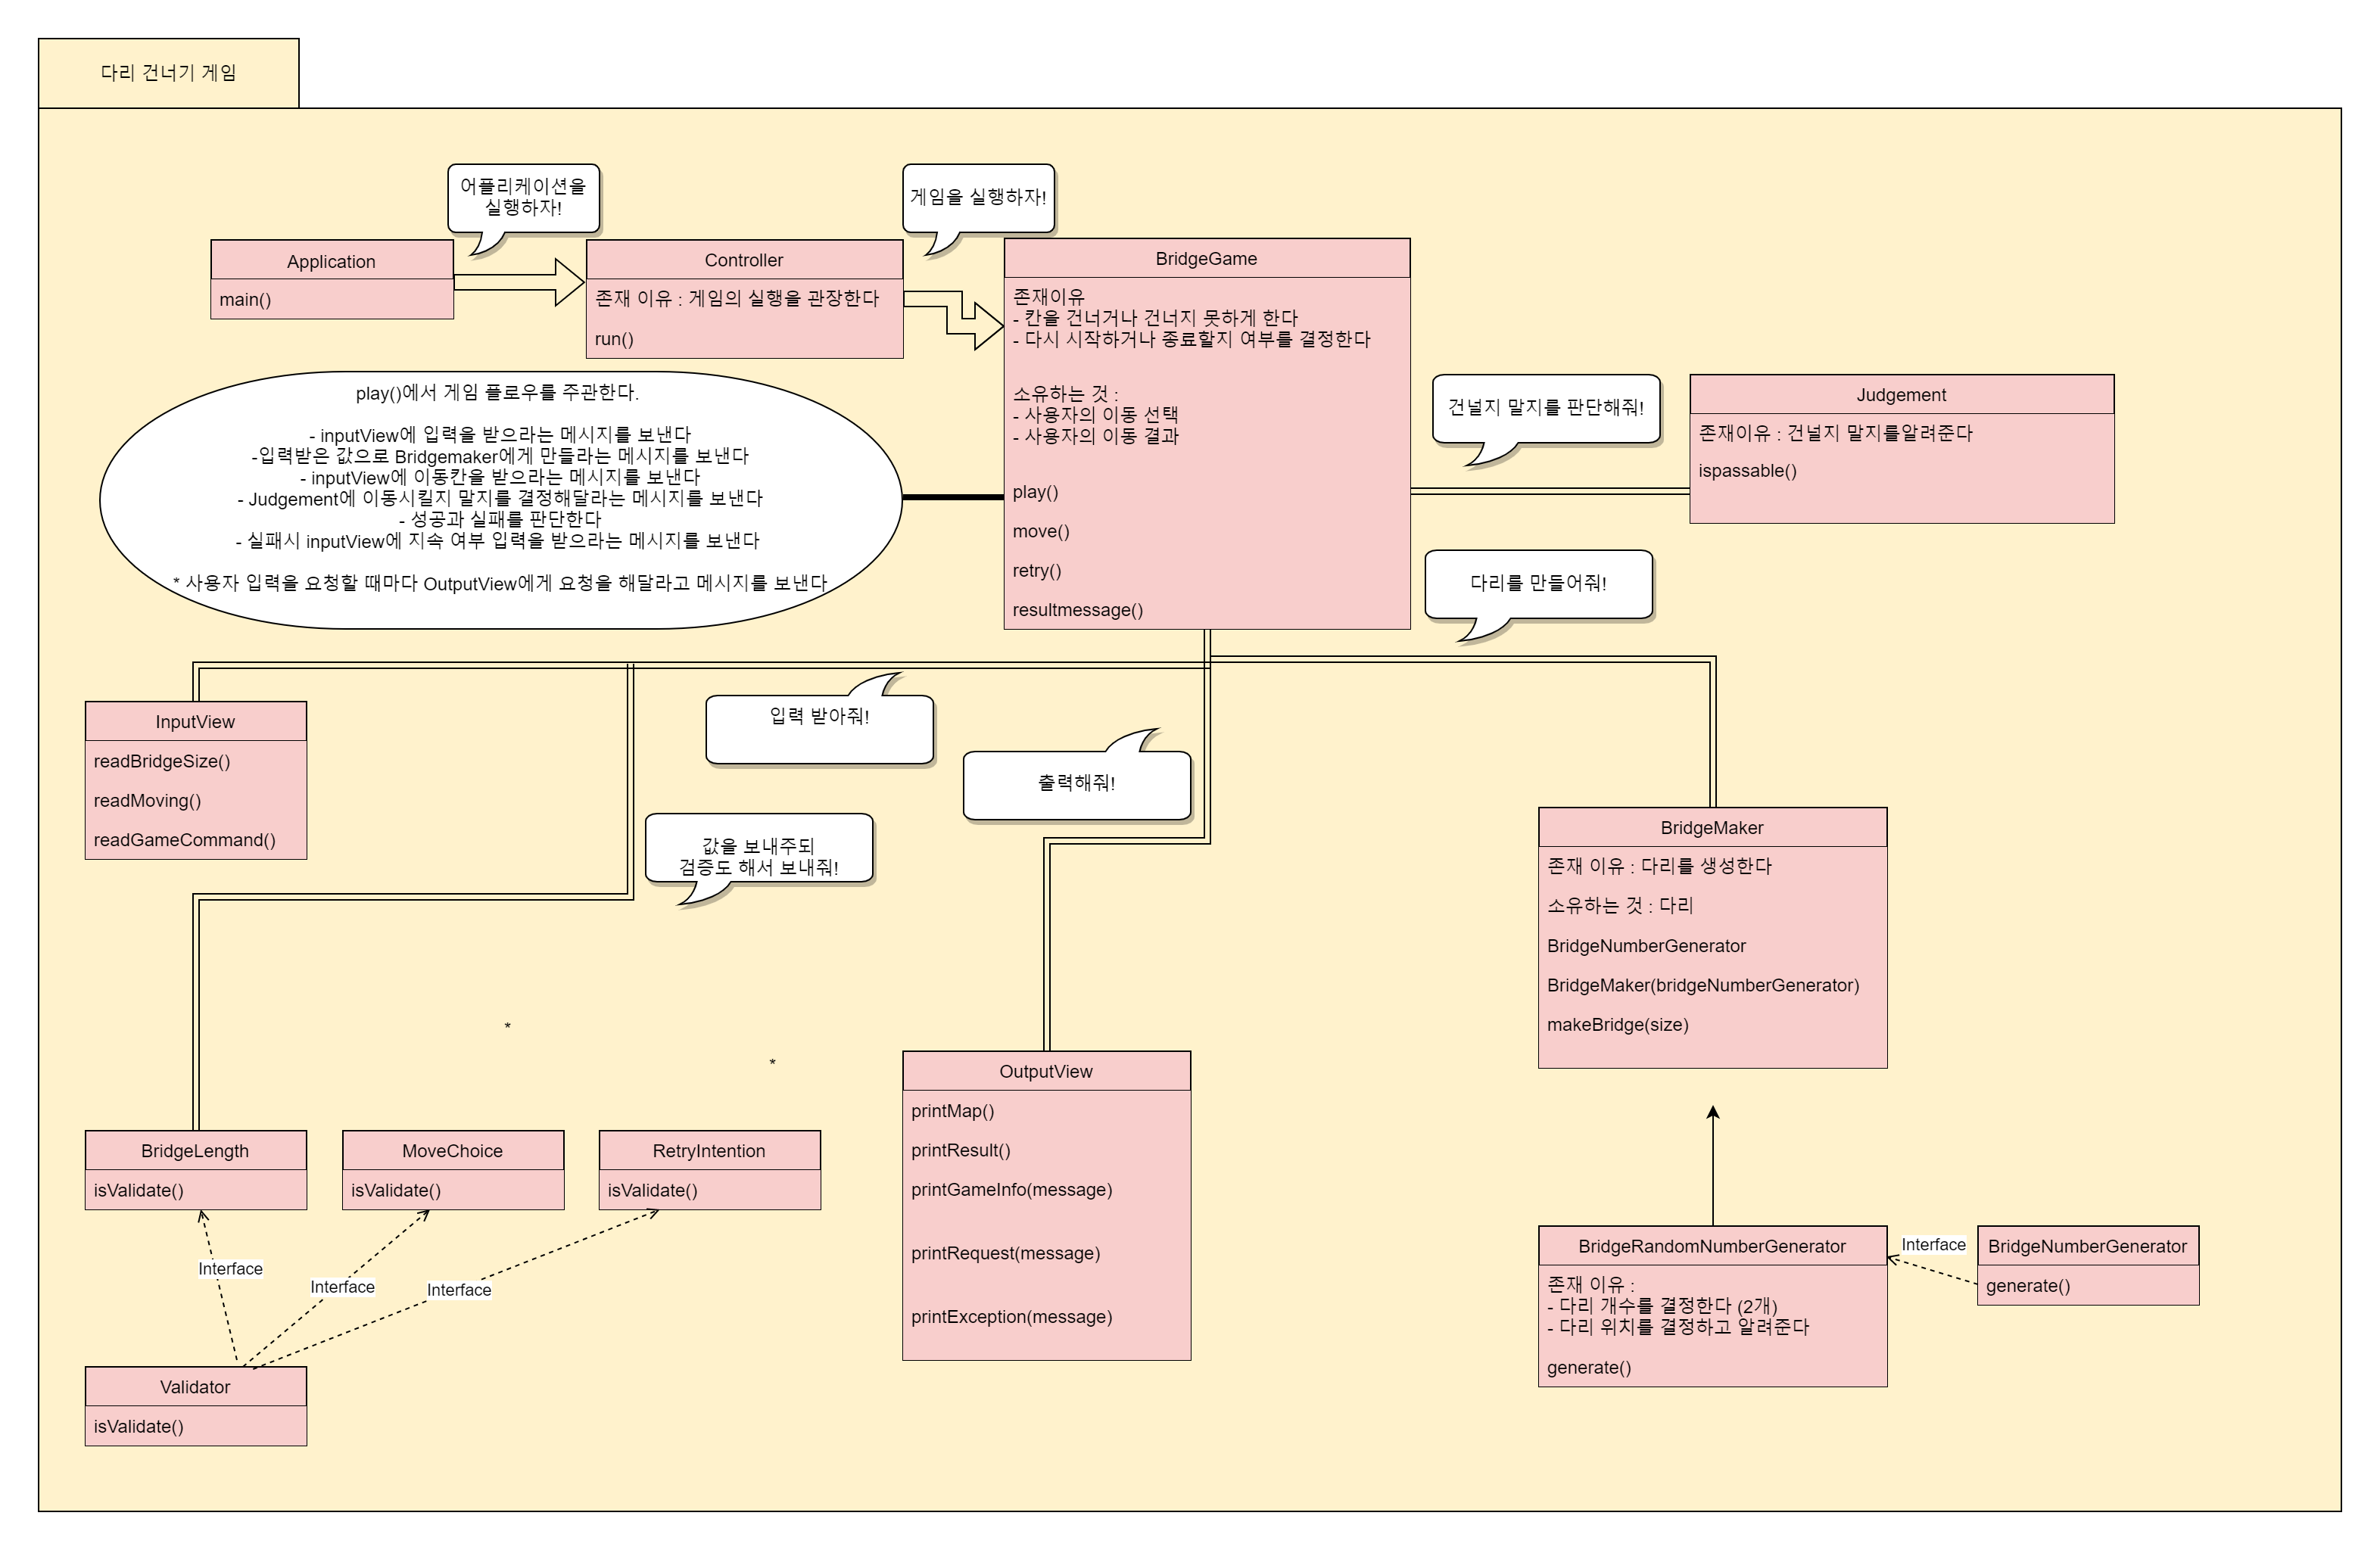 다리 건너기 게임
어플리케이션을
실행하자!
게임을 실행하자!
Application
main()
Controller
존재 이유 : 게임의 실행을 관장한다
run()
BridgeGame
존재이유
- 칸을 건너거나 건너지 못하게 한다
- 다시 시작하거나 종료할지 여부를 결정한다
소유하는 것 :
- 사용자의 이동 선택
- 사용자의 이동 결과
play()
move()
retry()
resultmessage()
play()에서 게임 플로우를 주관한다.
- inputView에 입력을 받으라는 메시지를 보낸다
-입력받은 값으로 Bridgemaker에게 만들라는 메시지를 보낸다
- inputView에 이동칸을 받으라는 메시지를 보낸다
- Judgement에 이동시킬지 말지를 결정해달라는 메시지를 보낸다
- 성공과 실패를 판단한다
- 실패시 inputView에 지속 여부 입력을 받으라는 메시지를 보낸다
* 사용자 입력을 요청할 때마다 OutputView에게 요청을 해달라고 메시지를 보낸다
건널지 말지를 판단해줘!
Judgement
존재이유 : 건널지 말지를알려준다
ispassable()
다리를 만들어줘!
InputView
readBridgeSize()
readMoving()
readGameCommand()
입력 받아줘!
출력해줘!
값을 보내주되
검증도 해서 보내줘!
BridgeMaker
존재 이유 : 다리를 생성한다
소유하는 것 : 다리
BridgeNumberGenerator
BridgeMaker(bridgeNumberGenerator)
makeBridge(size)
*
*
OutputView
printMap()
printResult()
printGameInfo(message)
printRequest(message)
printException(message)
BridgeLength
isValidate()
MoveChoice
isValidate()
RetryIntention
isValidate()
Interface
Interface
Interface
Validator
isValidate()
BridgeRandomNumberGenerator
존재 이유 :
- 다리 개수를 결정한다 (2개)
- 다리 위치를 결정하고 알려준다
generate()
Interface
BridgeNumberGenerator
generate()